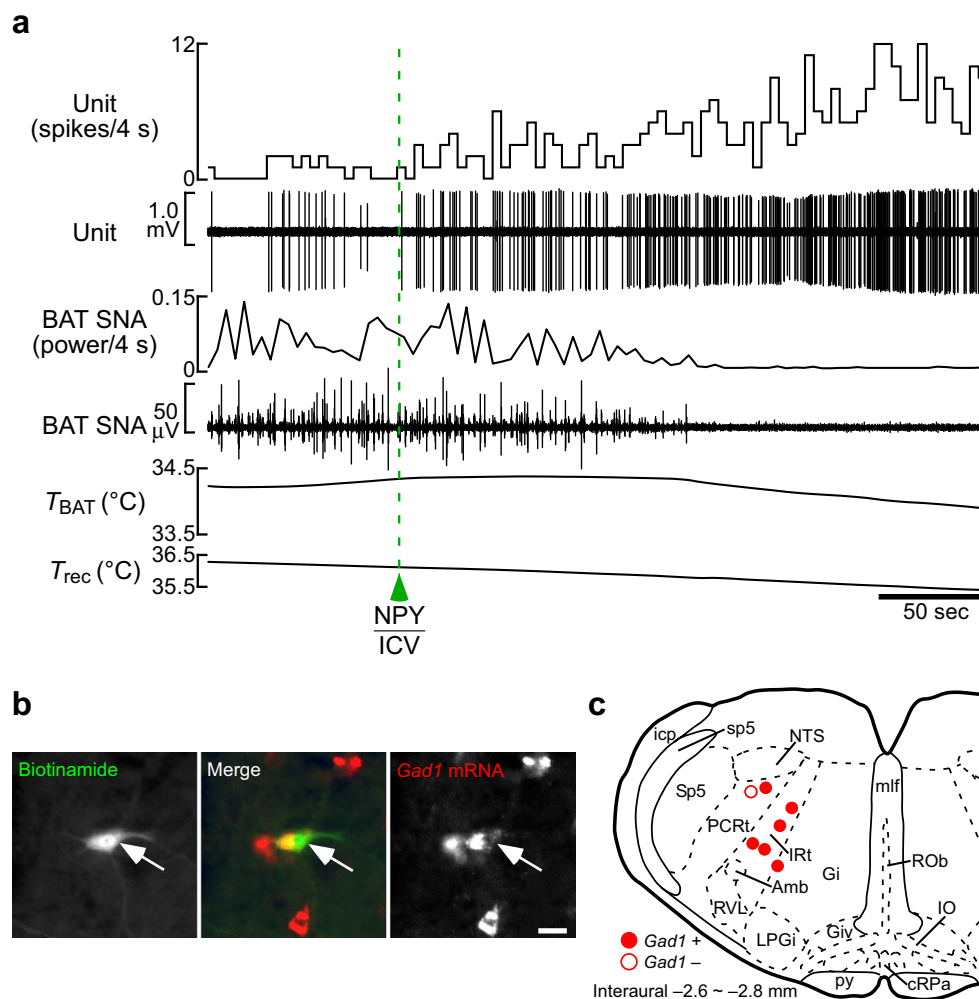 a
12
Unit
(spikes/4 s)
0
1.0
mV
Unit
0.15
BAT SNA
(power/4 s)
0
50
μV
BAT SNA
34.5
TBAT (°C)
33.5
36.5
Trec (°C)
35.5
50 sec
NPY
ICV
b
Biotinamide
Merge
Gad1 mRNA
c
icp
sp5
NTS
Sp5
mlf
PCRt
IRt
Gi
ROb
Amb
RVL
IO
LPGi
Giv
Gad1 +
Gad1 –
py
cRPa
Interaural –2.6 ~ –2.8 mm